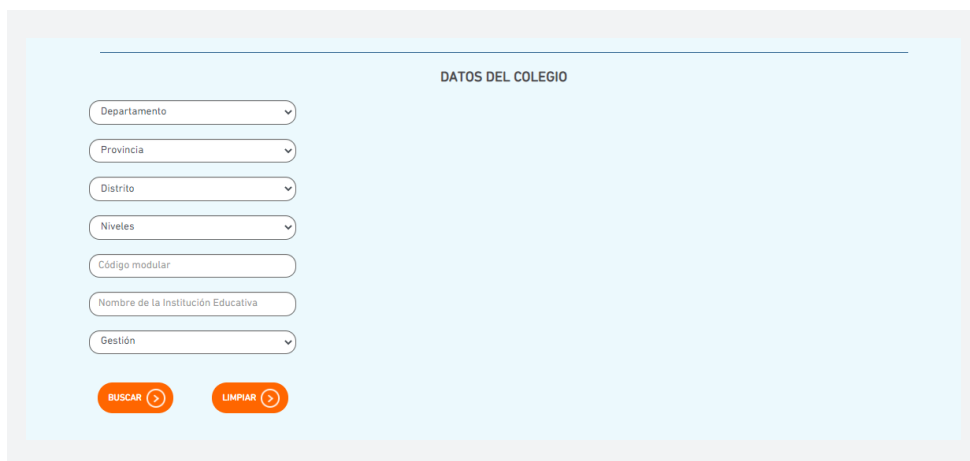 DATOS DEL COLEGIO
Departamento
Provincia
Distrito
Niveles
Código modular
Nombre de la Institución Educativa
Gestión
BUSCAR
LIMPIAR